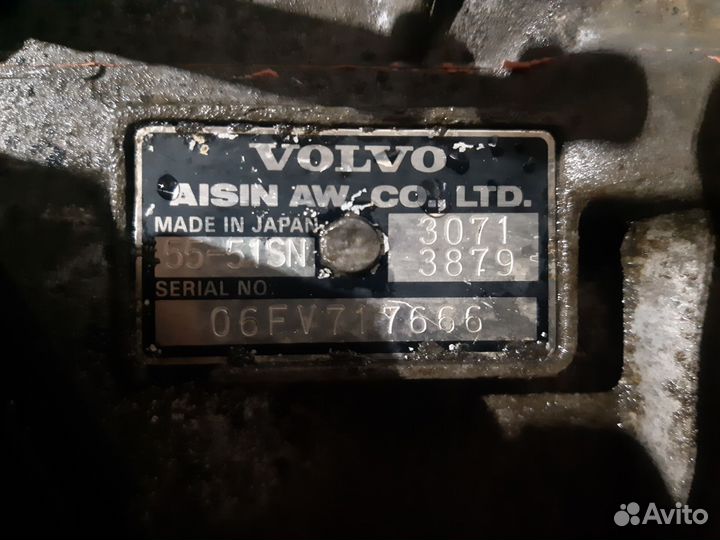 VOLVO
AISIN AW CO., LTD.
MADE IN JAPAN
55-51SN
3071
3879
SERIAL NO.
06FV717666
Avito